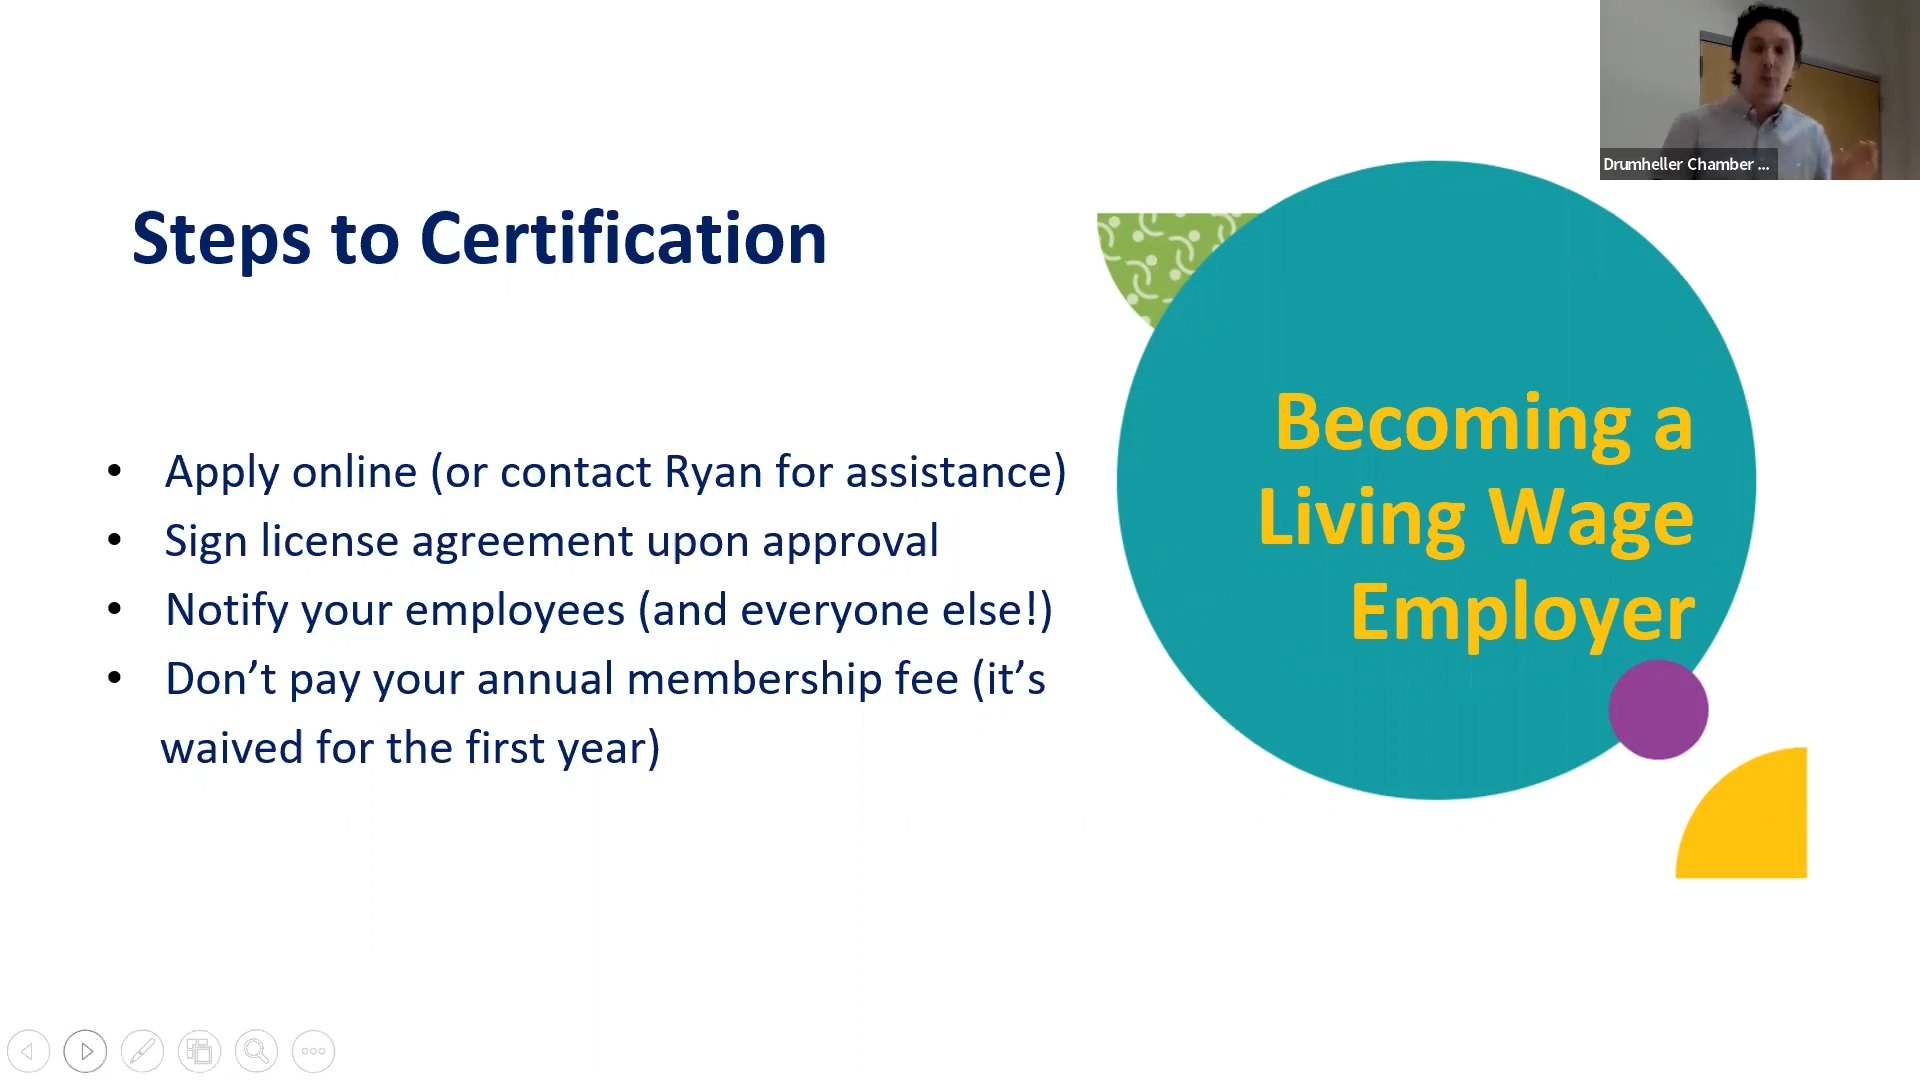 Drumheller Chamber ...
Steps to Certification
• Apply online (or contact Ryan for assistance)
• Sign license agreement upon approval
• Notify your employees (and everyone else!)
• Don’t pay your annual membership fee (it’s
waived for the first year)
Becoming a
Living Wage
Employer